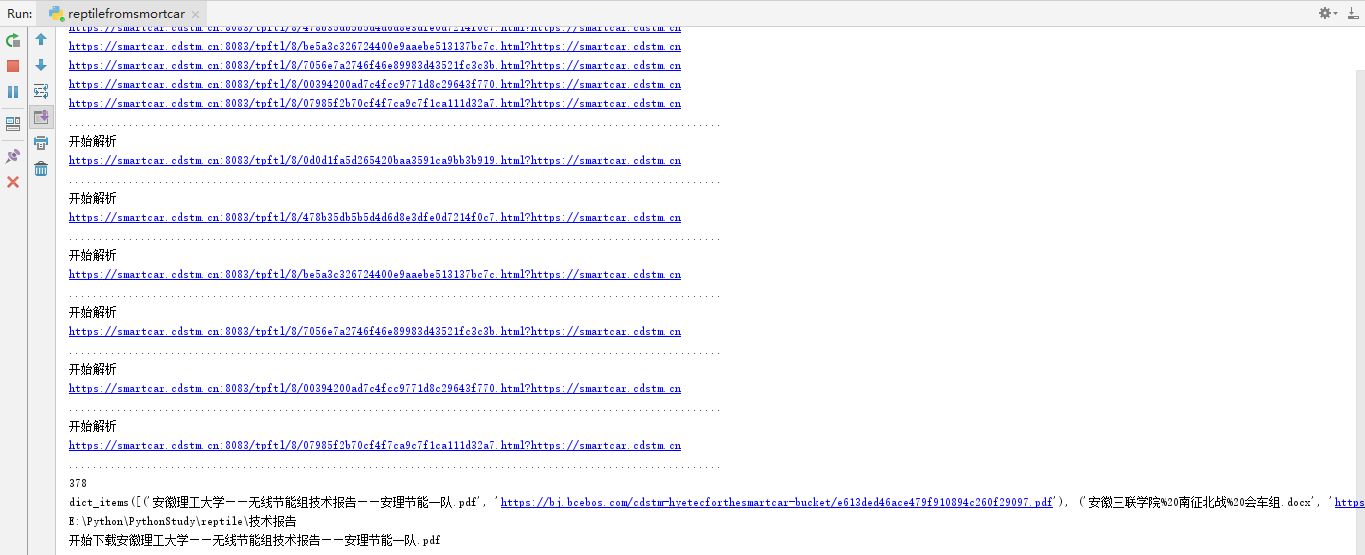 Run: reptilefromsmortcar
https://smartcar.cdstm.cn:8083/tpftl/8/478b35db5b5d4d6d8e3dfe0d7214f0c7.html?https://smartcar.cdstm.cn
https://smartcar.cdstm.cn:8083/tpftl/8/be5a3c326724400e9aaebe513137bc7c.html?https://smartcar.cdstm.cn
https://smartcar.cdstm.cn:8083/tpftl/8/7056e7a2746f46e89983d43521fc3c3b.html?https://smartcar.cdstm.cn
https://smartcar.cdstm.cn:8083/tpftl/8/00394200ad7c4fcc9771d8c29643f770.html?https://smartcar.cdstm.cn
https://smartcar.cdstm.cn:8083/tpftl/8/07985f2b70cf4f7ca9c7f1ca111d32a7.html?https://smartcar.cdstm.cn
开始解析
https://smartcar.cdstm.cn:8083/tpftl/8/0d0d1fa5d265420baa3591ca9bb3b919.html?https://smartcar.cdstm.cn
开始解析
https://smartcar.cdstm.cn:8083/tpftl/8/478b35db5b5d4d6d8e3dfe0d7214f0c7.html?https://smartcar.cdstm.cn
开始解析
https://smartcar.cdstm.cn:8083/tpftl/8/be5a3c326724400e9aaebe513137bc7c.html?https://smartcar.cdstm.cn
开始解析
https://smartcar.cdstm.cn:8083/tpftl/8/7056e7a2746f46e89983d43521fc3c3b.html?https://smartcar.cdstm.cn
开始解析
https://smartcar.cdstm.cn:8083/tpftl/8/00394200ad7c4fcc9771d8c29643f770.html?https://smartcar.cdstm.cn
开始解析
https://smartcar.cdstm.cn:8083/tpftl/8/07985f2b70cf4f7ca9c7f1ca111d32a7.html?https://smartcar.cdstm.cn
378
dict_items([('安徽理工大学——无线节能组技术报告——安理节能一队.pdf', 'https://bj.bcebos.com/cdstm-hyetecforthesmartcar-bucket/e613ded46ace479f910894c260f29097.pdf'), ('安徽三联学院%20南征北战%20会车组.docx', 'https
E:\Python\PythonStudy\reptile\技术报告
开始下载安徽理工大学——无线节能组技术报告——安理节能一队.pdf